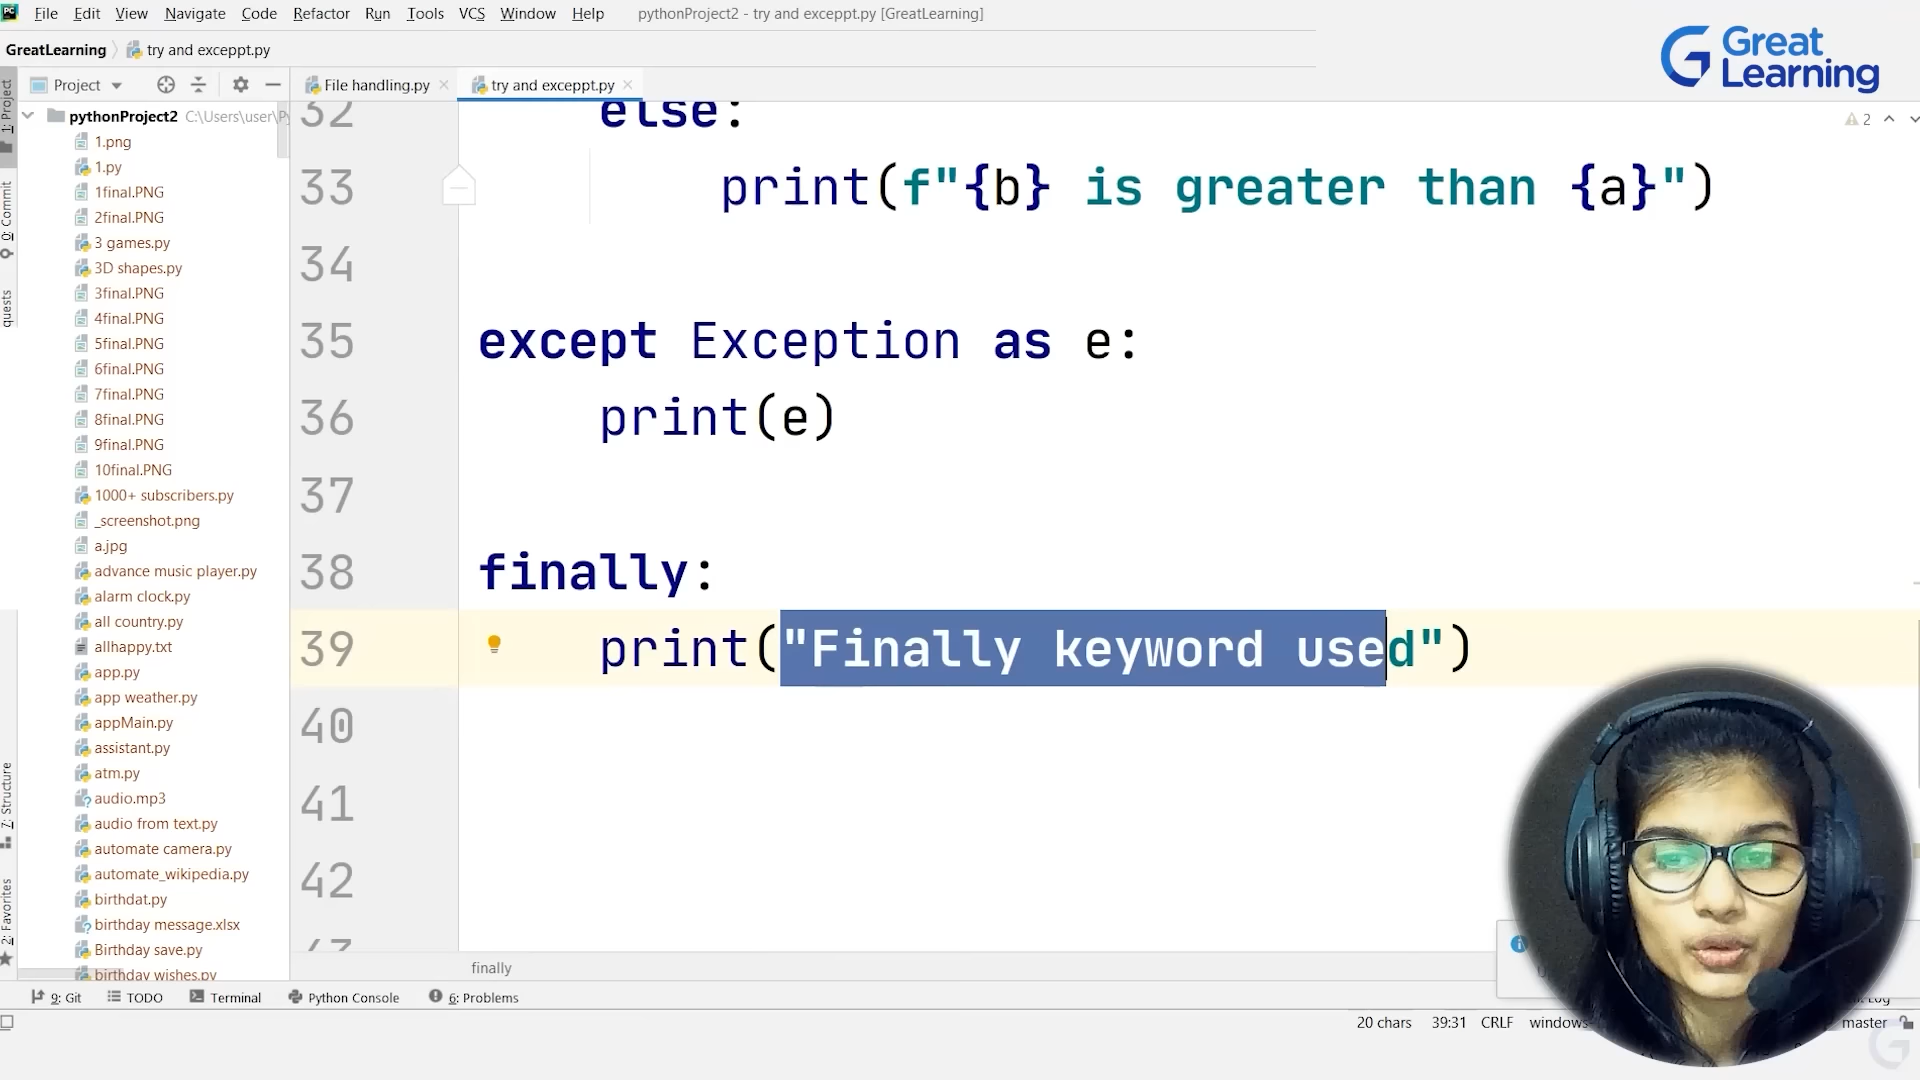 File Edit View Navigate Code Refactor Run Tools VCS Window Help pythonProject2 - try and exceppt.py [GreatLearning]
GreatLearning try and exceppt.py
Great
Learning
Project
File handling.py
try and exceppt.py
1: Project
0: Commit
quests
7: Structure
2: Favorites
pythonProject2 C:\Users\user\Py
1.png
1.py
1final.PNG
2final.PNG
3 games.py
3D shapes.py
3final.PNG
4final.PNG
5final.PNG
6final.PNG
7final.PNG
8final.PNG
9final.PNG
10final.PNG
1000+ subscribers.py
_screenshot.png
a.jpg
advance music player.py
alarm clock.py
all country.py
allhappy.txt
app.py
app weather.py
appMain.py
assistant.py
atm.py
audio.mp3
audio from text.py
automate camera.py
automate_wikipedia.py
birthdat.py
birthday message.xlsx
Birthday save.py
birthday wishes.py
2
32 else:
33 print(f"{b} is greater than {a}")
34
35 except Exception as e:
36 print(e)
37
38 finally:
39 print("Finally keyword used")
40
41
42
43
finally
9: Git TODO Terminal Python Console 6: Problems
20 chars 39:31 CRLF windows- master